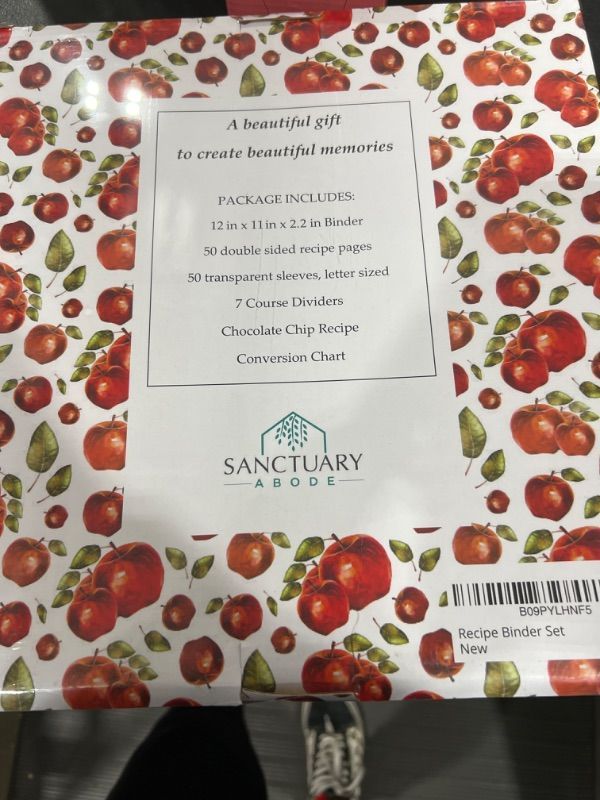 A beautiful gift
to create beautiful memories
PACKAGE INCLUDES:
12 in x 11 in x 2.2 in Binder
50 double sided recipe pages
50 transparent sleeves, letter sized
7 Course Dividers
Chocolate Chip Recipe
Conversion Chart
SANCTUARY
ABODE
B09PYLHNF5
Recipe Binder Set
New